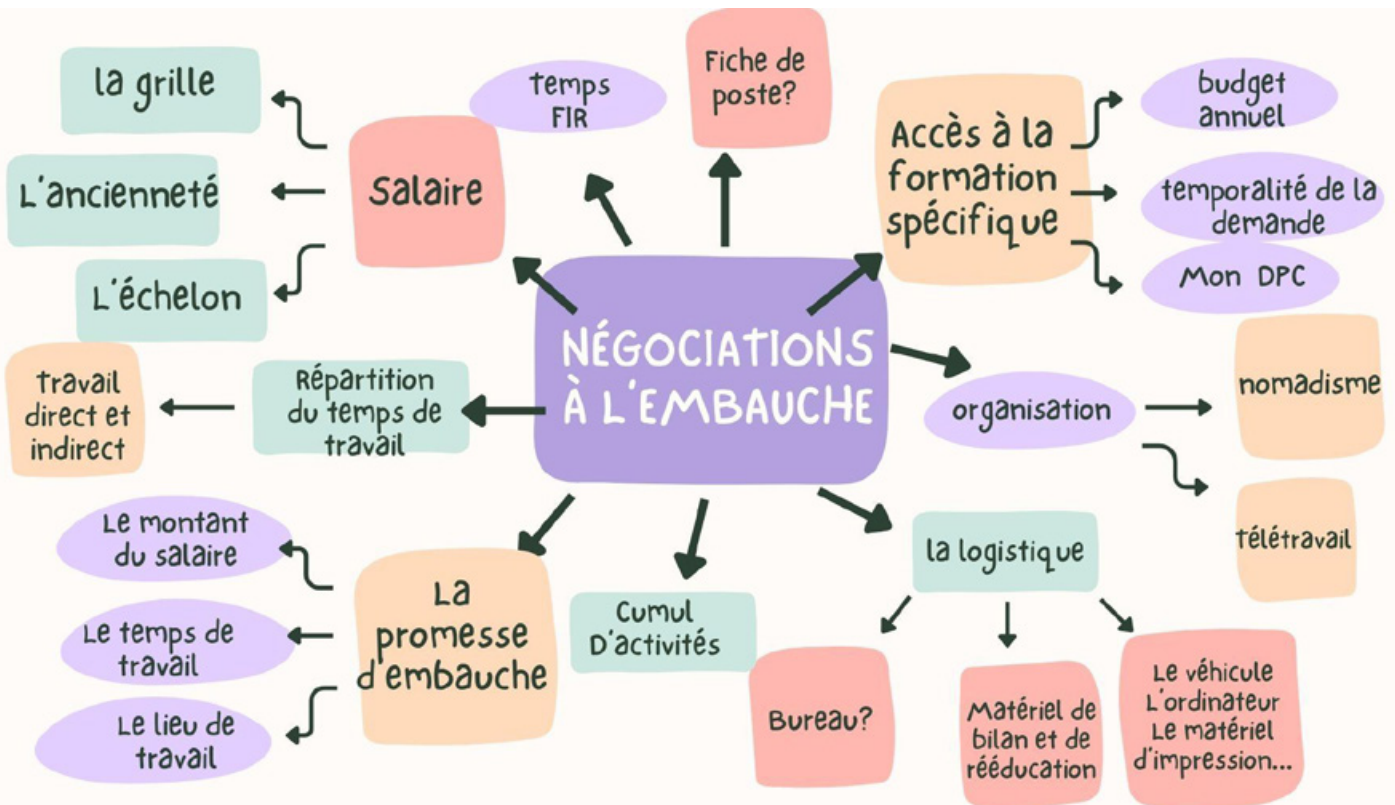 NÉGOCIATIONS
À L'EMBAUCHE
Salaire
la grille
L'ancienneté
L'échelon
Temps
FIR
Fiche de
poste?
Accès à la
formation
spécifique
budget
annuel
temporalité de la
demande
Mon DPC
organisation
nomadisme
Télétravail
la logistique
Bureau?
Matériel de
bilan et de
rééducation
Le véhicule
L'ordinateur
Le matériel
d'impression...
Cumul
D'activités
La
promesse
d'embauche
Le montant
du salaire
Le temps de
travail
Le lieu de
travail
Répartition
du temps de
travail
Travail
direct et
indirect